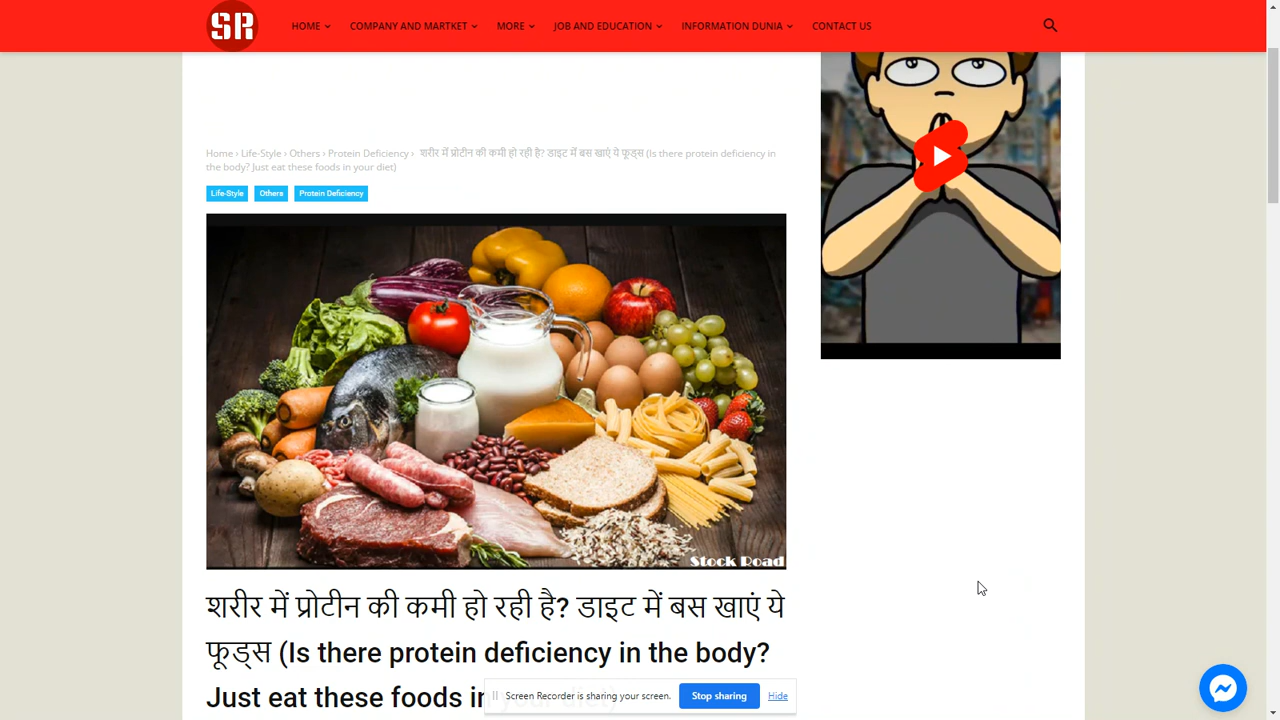 SR HOME COMPANY AND MARTKET MORE JOB AND EDUCATION INFORMATION DUNIA CONTACT US
Home › Life-Style › Others › Protein Deficiency › शरीर में प्रोटीन की कमी हो रही है? डाइट में बस खाएं ये फूड्स (Is there protein deficiency in
the body? Just eat these foods in your diet)
Life-Style Others Protein Deficiency
Stock Road
शरीर में प्रोटीन की कमी हो रही है? डाइट में बस खाएं ये
फूड्स (Is there protein deficiency in the body?
Just eat these foods in
Screen Recorder is sharing your screen. Stop sharing Hide